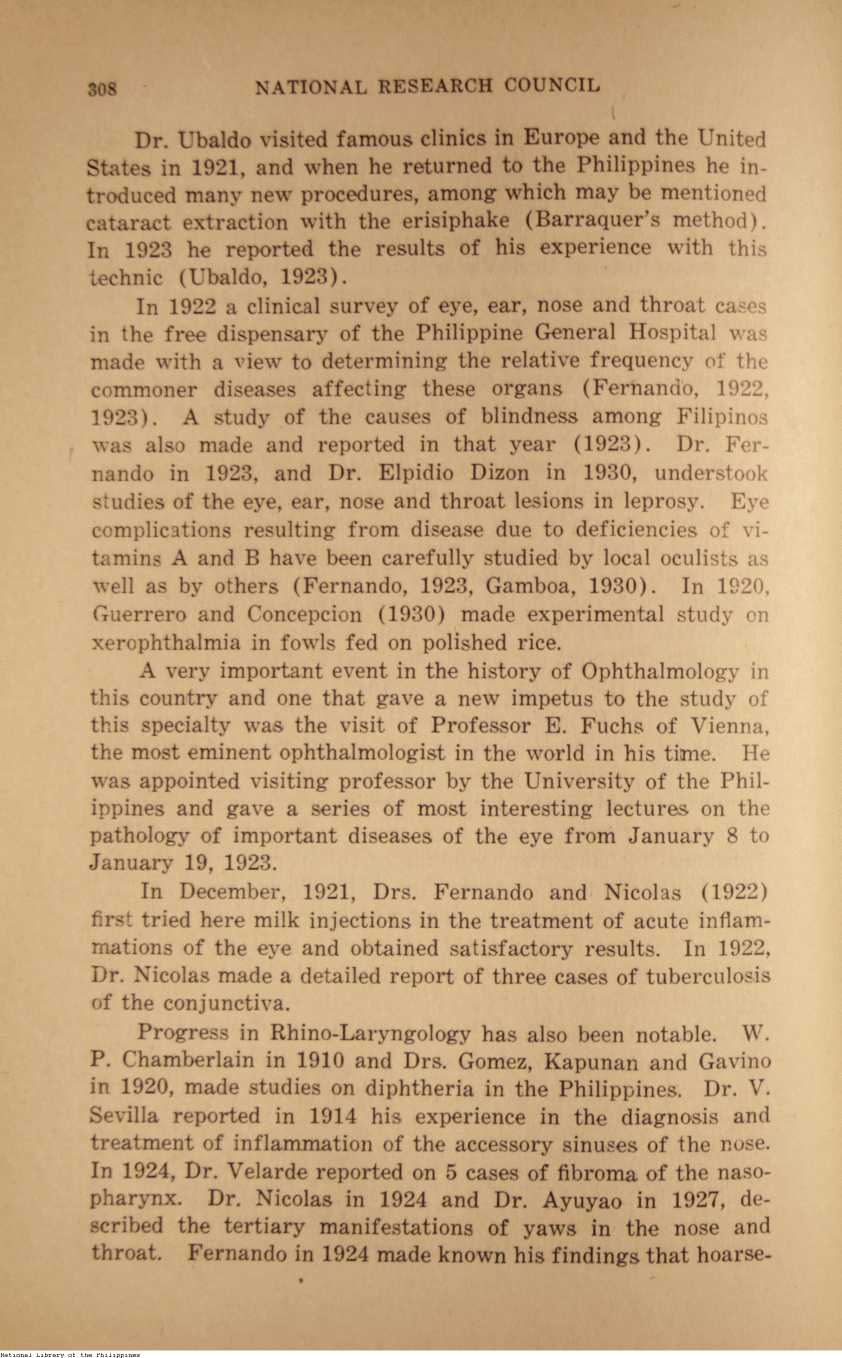 308 NATIONAL RESEARCH COUNCIL
Dr. Ubaldo visited famous clinics in Europe and the United
States in 1921, and when he returned to the Philippines he in-
troduced many new procedures, among which may be mentioned
cataract extraction with the erisiphake (Barraquer's method).
In 1923 he reported the results of his experience with this
technic (Ubaldo, 1923).
In 1922 a clinical survey of eye, ear, nose and throat cases
in the free dispensary of the Philippine General Hospital was
made with a view to determining the relative frequency of the
commoner diseases affecting these organs (Fernando, 1922,
1923). A study of the causes of blindness among Filipinos
was also made and reported in that year (1923). Dr. Fer-
nando in 1923, and Dr. Elpidio Dizon in 1930, understook
studies of the eye, ear, nose and throat lesions in leprosy. Eye
complications resulting from disease due to deficiencies of vi-
tamins A and B have been carefully studied by local oculists as
well as by others (Fernando, 1923, Gamboa, 1930). In 1920,
Guerrero and Concepcion (1930) made experimental study on
xerophthalmia in fowls fed on polished rice.
A very important event in the history of Ophthalmology in
this country and one that gave a new impetus to the study of
this specialty was the visit of Professor E. Fuchs of Vienna,
the most eminent ophthalmologist in the world in his time. He
was appointed visiting professor by the University of the Phil-
ippines and gave a series of most interesting lectures on the
pathology of important diseases of the eye from January 8 to
January 19, 1923.
In December, 1921, Drs. Fernando and Nicolas (1922)
first tried here milk injections in the treatment of acute inflam-
mations of the eye and obtained satisfactory results. In 1922,
Dr. Nicolas made a detailed report of three cases of tuberculosis
of the conjunctiva.
Progress in Rhino-Laryngology has also been notable. W.
P. Chamberlain in 1910 and Drs. Gomez, Kapunan and Gavino
in 1920, made studies on diphtheria in the Philippines. Dr. V.
Sevilla reported in 1914 his experience in the diagnosis and
treatment of inflammation of the accessory sinuses of the nose.
In 1924, Dr. Velarde reported on 5 cases of fibroma of the naso-
pharynx. Dr. Nicolas in 1924 and Dr. Ayuyao in 1927, de-
scribed the tertiary manifestations of yaws in the nose and
throat. Fernando in 1924 made known his findings that hoarse-
National Library of the Philippines